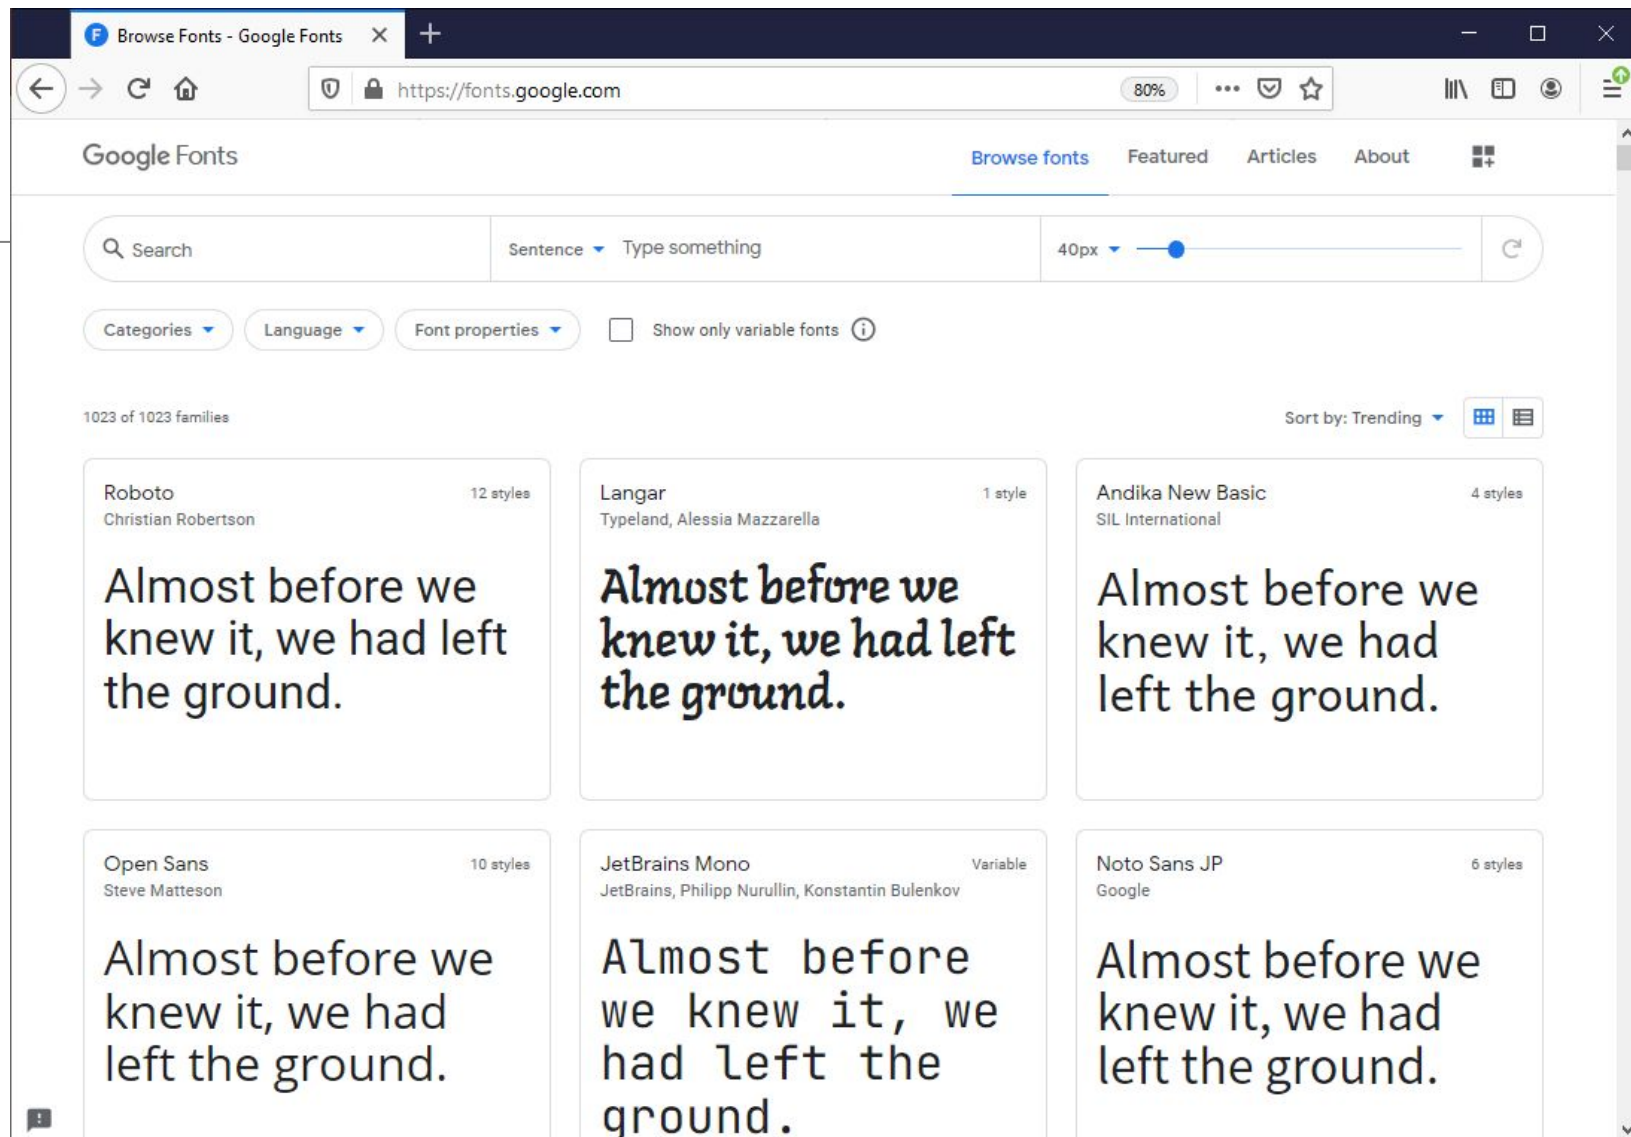 Browse Fonts - Google Fonts
https://fonts.google.com
80%
Google Fonts
Browse fonts
Featured
Articles
About
Search
Sentence
Type something
40px
Categories
Language
Font properties
Show only variable fonts
1023 of 1023 families
Sort by: Trending
Roboto
12 styles
Christian Robertson
Almost before we
knew it, we had left
the ground.
Langar
1 style
Typeland, Alessia Mazzarella
Almost before we
knew it, we had left
the ground.
Andika New Basic
4 styles
SIL International
Almost before we
knew it, we had
left the ground.
Open Sans
10 styles
Steve Matteson
Almost before we
knew it, we had
left the ground.
JetBrains Mono
Variable
JetBrains, Philipp Nurullin, Konstantin Bulenkov
Almost before
we knew it, we
had left the
ground.
Noto Sans JP
6 styles
Google
Almost before we
knew it, we had
left the ground.